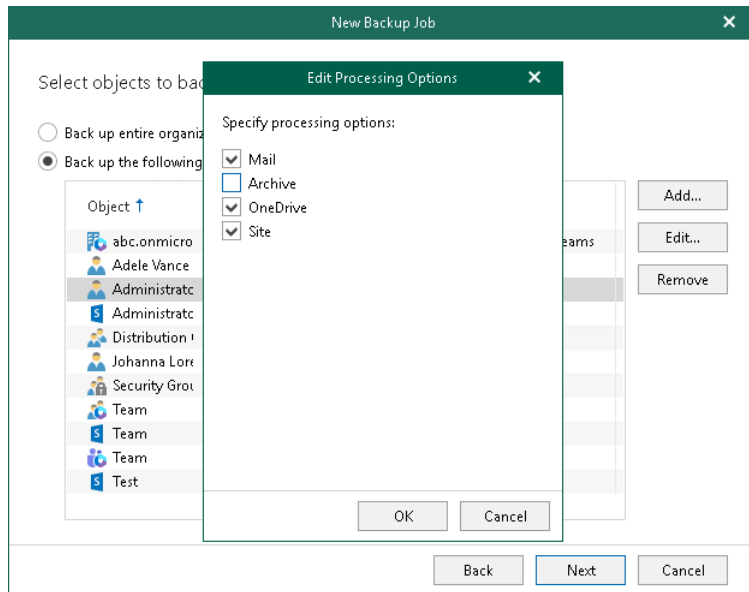 New Backup Job
Select objects to bac
Edit Processing Options
Specify processing options:
Back up entire organiz
Back up the following
Mail
Archive
OneDrive
Site
Object
Add...
abc.onmicro
eams
Edit...
Adele Vance
Administratc
Remove
Administratc
Distribution
Johanna Lore
Security Grou
Team
Team
Team
Test
OK
Cancel
Back
Next
Cancel